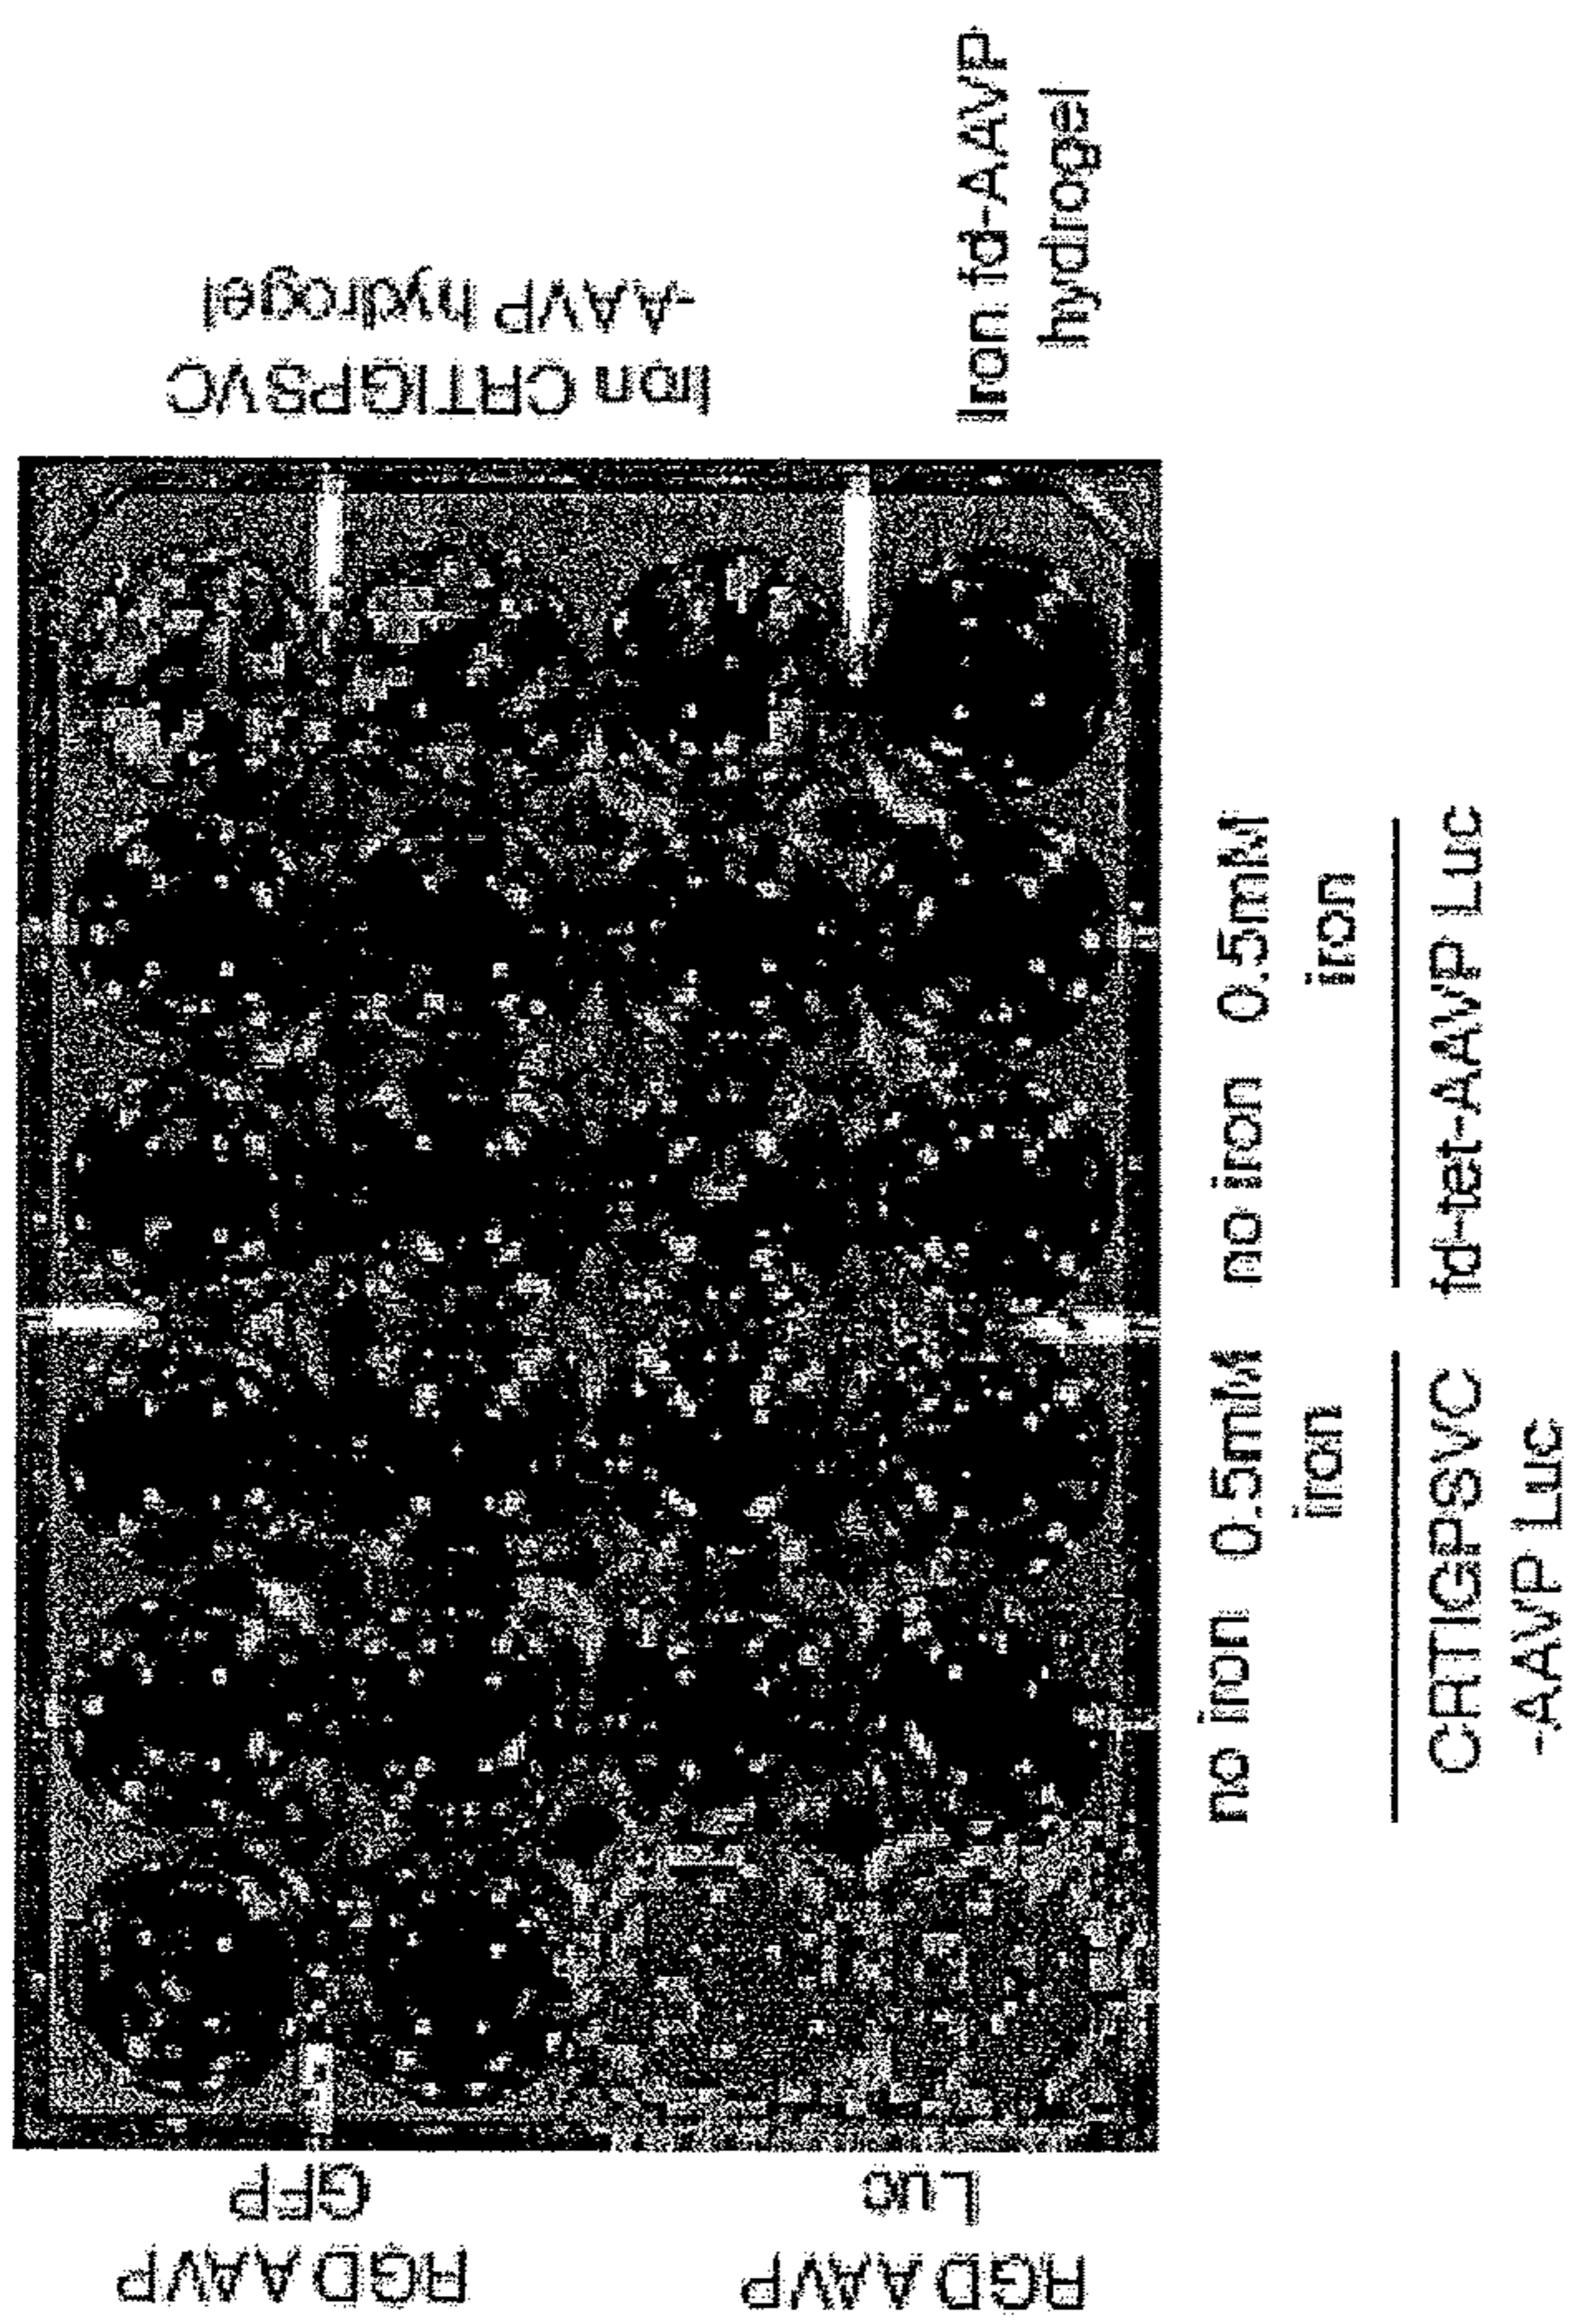 Iron CRTIGPSVC
-AAVP hydrogel
Iron fd-AAVP
hydrogel
RGD AAVP
GFP
RGD AAVP
Luc
no iron
0.5mM
iron
no iron
0.5mM
iron
CRTIGPSVC
-AAVP Luc
fd-tet-AAVP Luc